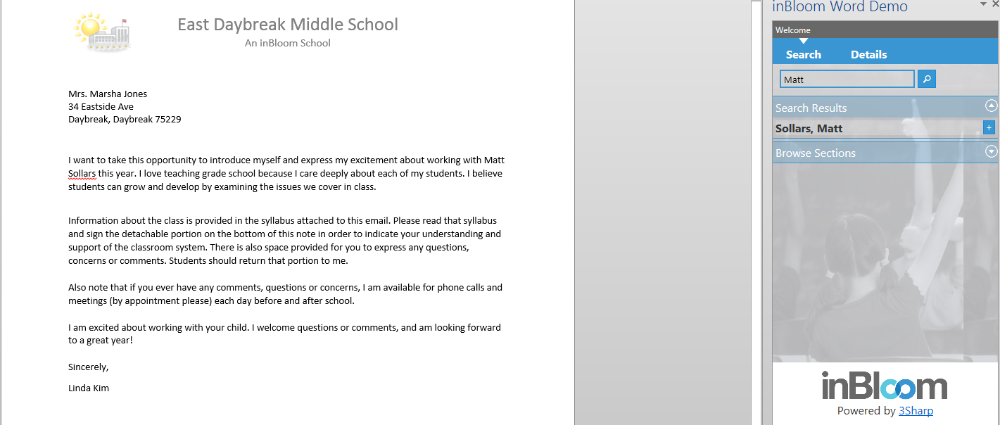 East Daybreak Middle School
An inBloom School
Mrs. Marsha Jones
34 Eastside Ave
Daybreak, Daybreak 75229
I want to take this opportunity to introduce myself and express my excitement about working with Matt
Sollars this year. I love teaching grade school because I care deeply about each of my students. I believe
students can grow and develop by examining the issues we cover in class.
Information about the class is provided in the syllabus attached to this email. Please read that syllabus
and sign the detachable portion on the bottom of this note in order to indicate your understanding and
support of the classroom system. There is also space provided for you to express any questions,
concerns or comments. Students should return that portion to me.
Also note that if you ever have any comments, questions or concerns, I am available for phone calls and
meetings (by appointment please) each day before and after school.
I am excited about working with your child. I welcome questions or comments, and am looking forward
to a great year!
Sincerely,
Linda Kim
inBloom Word Demo
Welcome
Search Details
Matt
Search Results
Sollars, Matt
Browse Sections
inBloom
Powered by 3Sharp